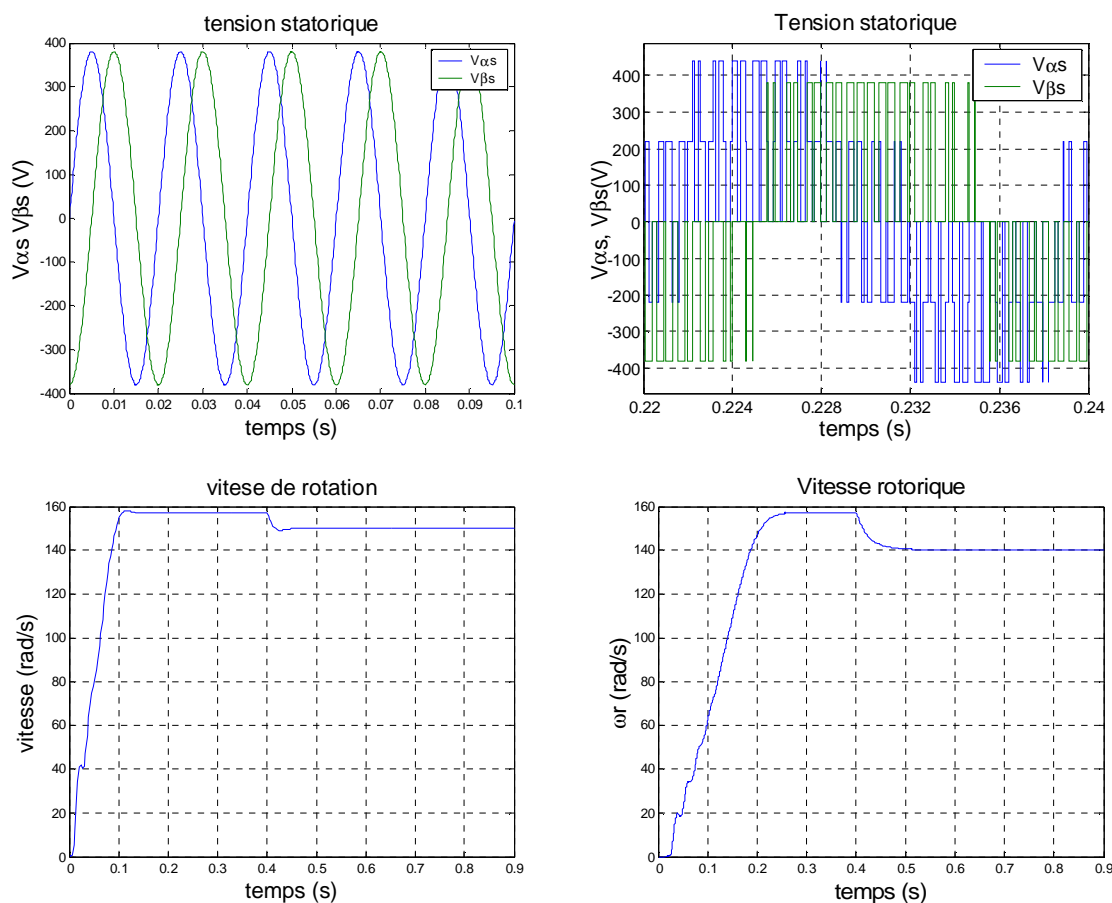 tension statorique
400
300
200
100
0
-100
-200
-300
-400
Vαs Vβs (V)
Vαs
Vβs
0 0.01 0.02 0.03 0.04 0.05 0.06 0.07 0.08 0.09 0.1
temps (s)
Tension statorique
400
300
200
100
0
-100
-200
-300
-400
Vαs, Vβs(V)
Vαs
Vβs
0.22 0.224 0.228 0.232 0.236 0.24
temps (s)
vitese de rotation
160
140
120
100
80
60
40
20
0
vitesse (rad/s)
0 0.1 0.2 0.3 0.4 0.5 0.6 0.7 0.8 0.9
temps (s)
Vitesse rotorique
160
140
120
100
80
60
40
20
0
ωr (rad/s)
0 0.1 0.2 0.3 0.4 0.5 0.6 0.7 0.8 0.9
temps (s)